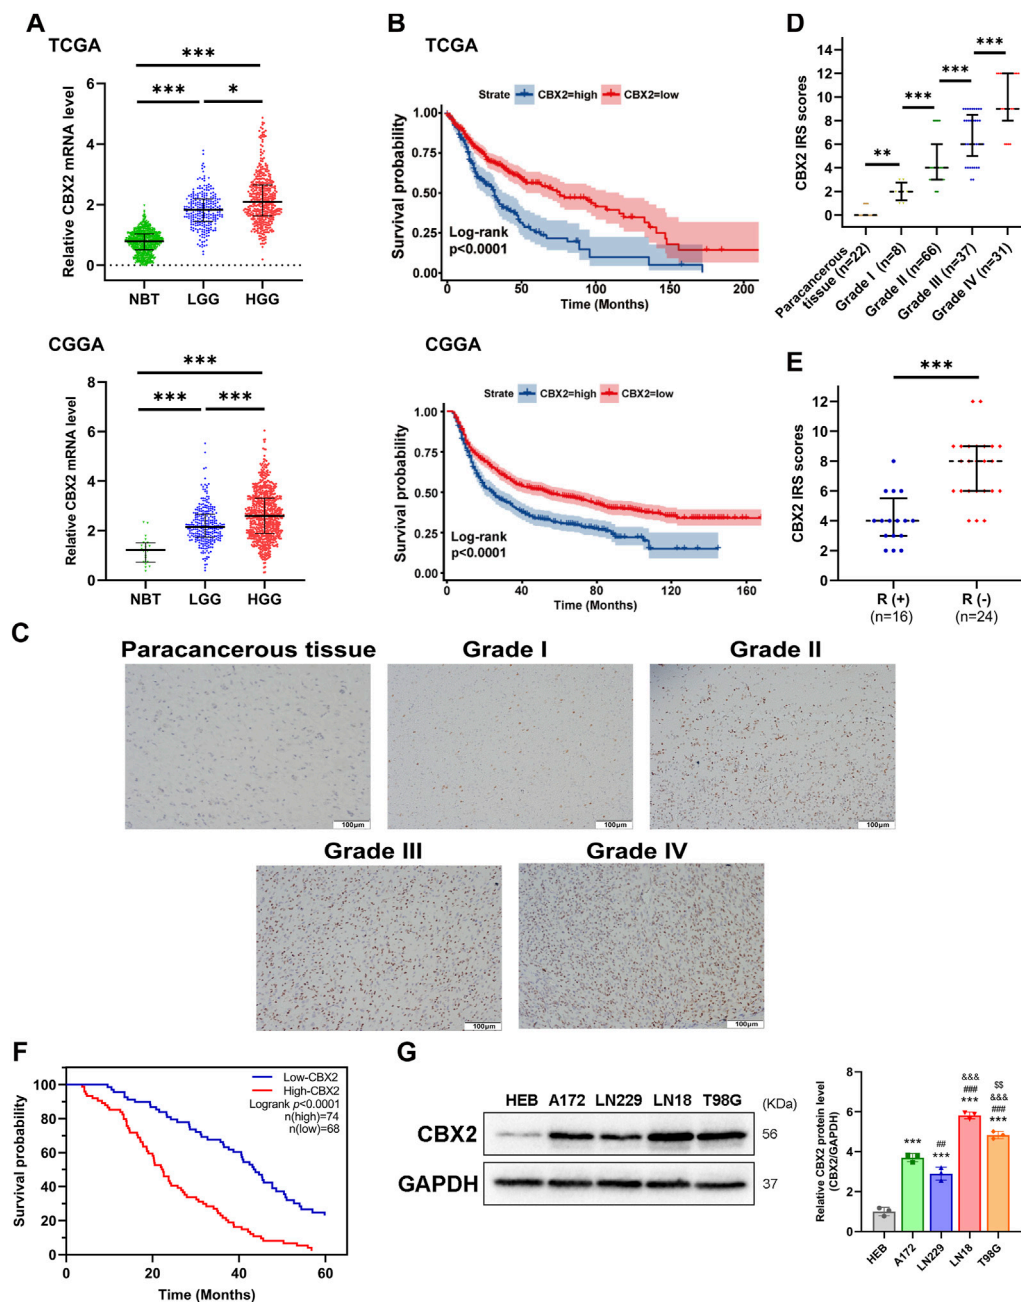 A
TCGA
Relative CBX2 mRNA level
6
4
2
0
***
***
*
NBT
LGG
HGG
CGGA
Relative CBX2 mRNA level
8
6
4
2
0
***
***
***
NBT
LGG
HGG
B
TCGA
Strate CBX2=high CBX2=low
Survival probability
1.00
0.75
0.50
0.25
0.00
Log-rank
p<0.0001
0 50 100 150 200
Time (Months)
CGGA
Strate CBX2=high CBX2=low
Survival probability
1.00
0.75
0.50
0.25
0.00
Log-rank
p<0.0001
0 40 80 120 160
Time (Months)
D
CBX2 IRS scores
14
12
10
8
6
4
2
0
**
***
***
***
Paracancerous
tissue (n=22)
Grade I (n=8)
Grade II (n=66)
Grade III (n=37)
Grade IV (n=31)
E
CBX2 IRS scores
14
12
10
8
6
4
2
0
***
R (+)
(n=16)
R (-)
(n=24)
C
Paracancerous tissue
100μm
Grade I
100μm
Grade II
100μm
Grade III
100μm
Grade IV
100μm
F
Survival probability
100
80
60
40
20
0
Low-CBX2
High-CBX2
Logrank p<0.0001
n(high)=74
n(low)=68
0 20 40 60
Time (Months)
G
HEB A172 LN229 LN18 T98G (KDa)
CBX2 56
GAPDH 37
Relative CBX2 protein level
(CBX2/GAPDH)
8
6
4
2
0
***
##
***
&&&
###
***
$$
&&&
###
***
HEB
A172
LN229
LN18
T98G